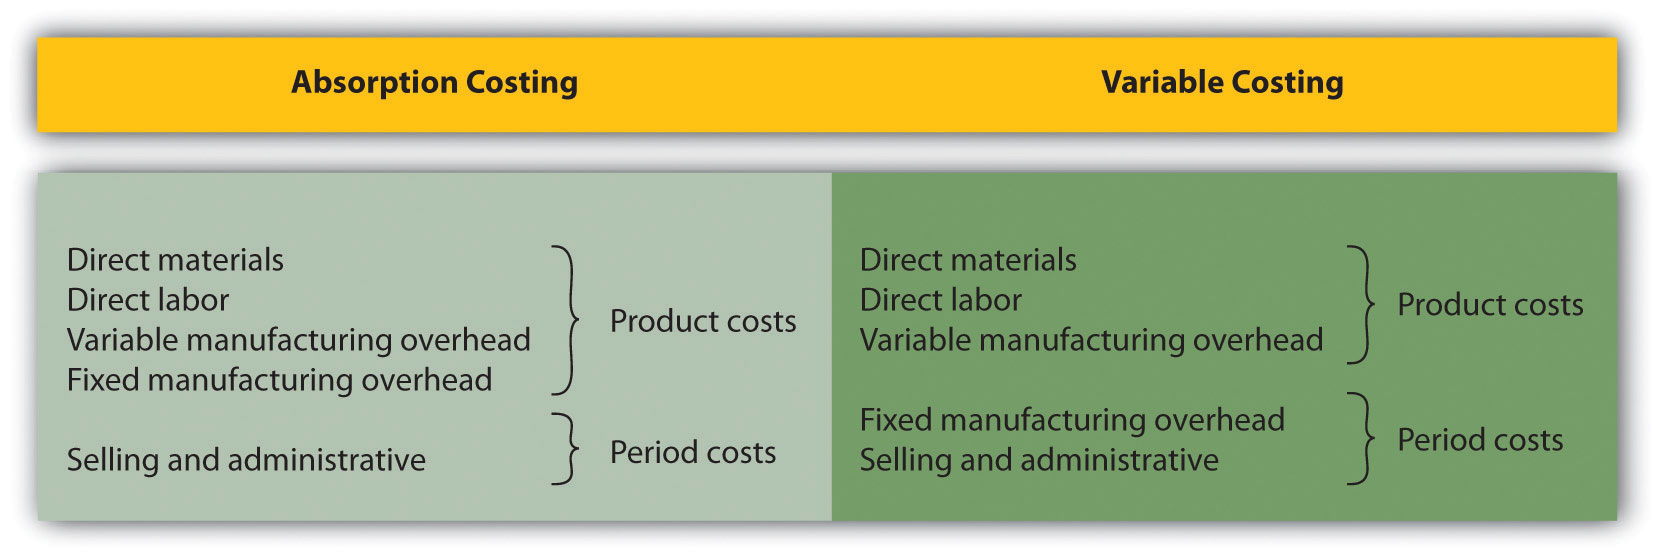 Absorption Costing
Variable Costing
Direct materials
Direct labor
Variable manufacturing overhead
Fixed manufacturing overhead
Product costs
Selling and administrative
Period costs
Direct materials
Direct labor
Variable manufacturing overhead
Product costs
Fixed manufacturing overhead
Selling and administrative
Period costs